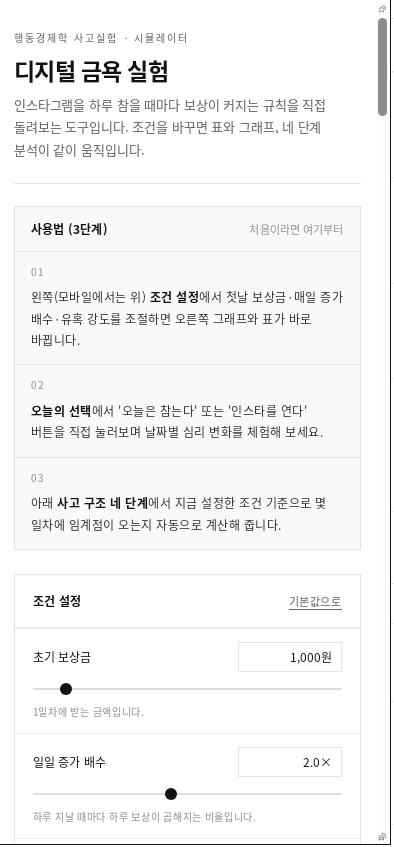 행동경제학 사고실험 · 시뮬레이터
디지털 금욕 실험
인스타그램을 하루 참을 때마다 보상이 커지는 규칙을 직접
돌려보는 도구입니다. 조건을 바꾸면 표와 그래프, 네 단계
분석이 같이 움직입니다.
사용법 (3단계)
처음이라면 여기부터
01
왼쪽(모바일에서는 위) 조건 설정에서 첫날 보상금·매일 증가
배수·유혹 강도를 조절하면 오른쪽 그래프와 표가 바로
바뀝니다.
02
오늘의 선택에서 '오늘은 참는다' 또는 '인스타를 연다'
버튼을 직접 눌러보며 날짜별 심리 변화를 체험해 보세요.
03
아래 사고 구조 네 단계에서 지금 설정한 조건 기준으로 몇
일차에 임계점이 오는지 자동으로 계산해 줍니다.
조건 설정
기본값으로
초기 보상금
1,000원
1일차에 받는 금액입니다.
일일 증가 배수
2.0×
하루 지날 때마다 하루 보상이 곱해지는 비율입니다.